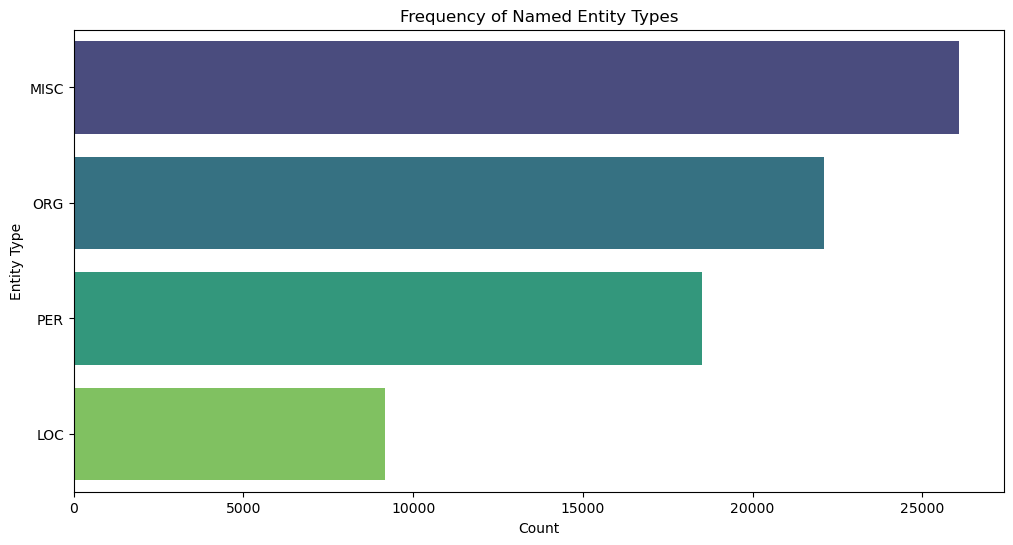 Frequency of Named Entity Types
MISC
ORG
PER
LOC
Entity Type
0 5000 10000 15000 20000 25000
Count